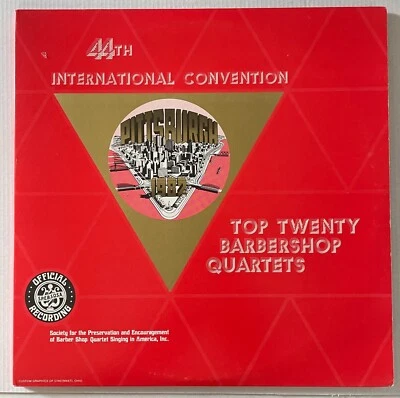 44TH
INTERNATIONAL CONVENTION
PITTSBURGH
1982
TOP TWENTY
BARBERSHOP
QUARTETS
OFFICIAL
RECORDING
Society for the Preservation and Encouragement
of Barber Shop Quartet Singing in America, Inc.